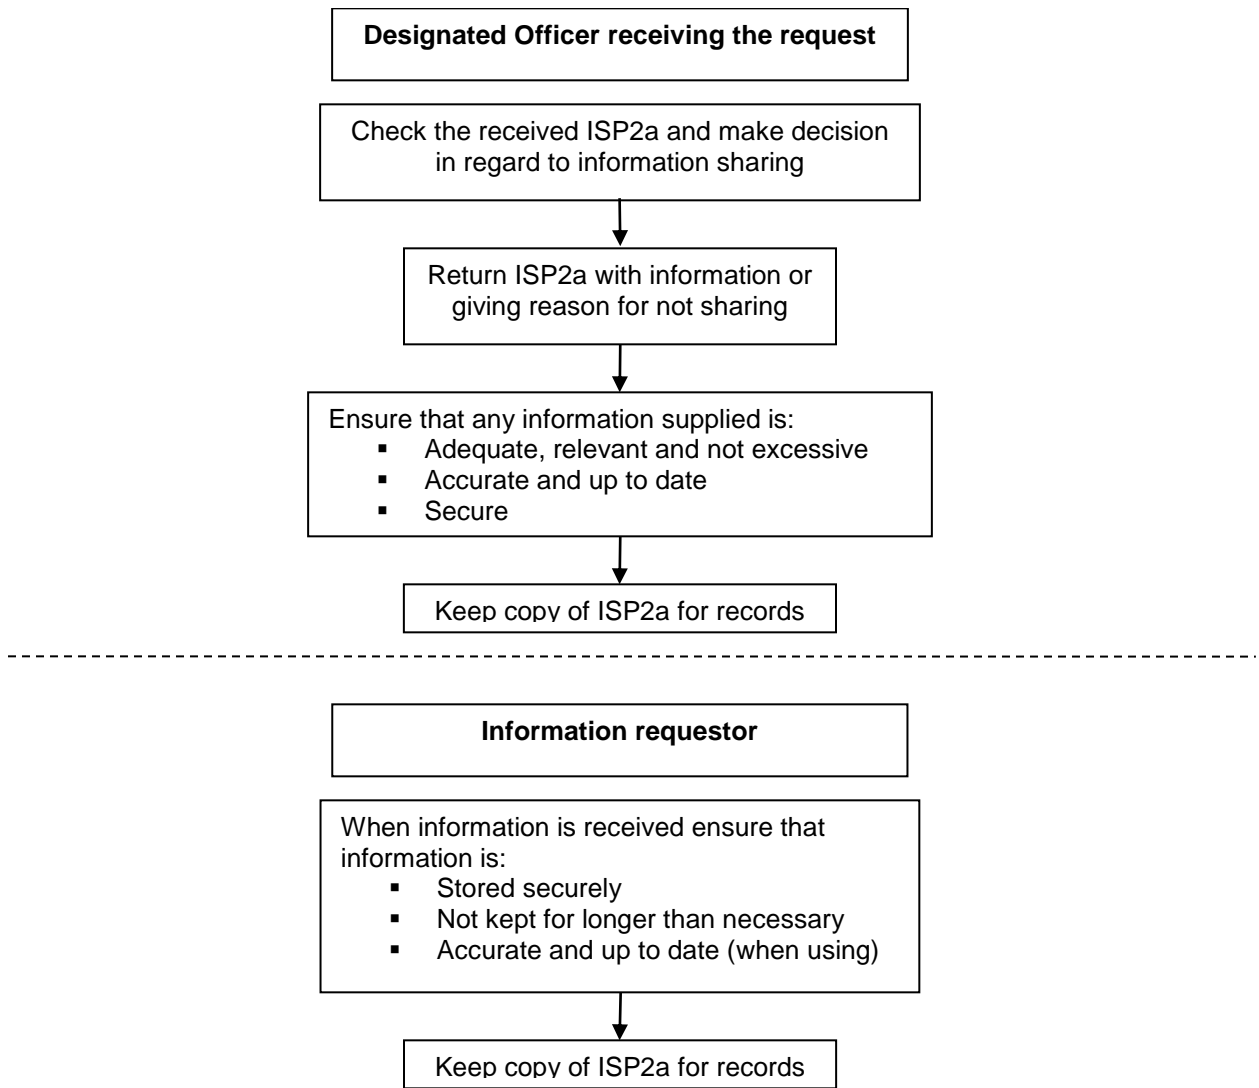 Designated Officer receiving the request
Check the received ISP2a and make decision
in regard to information sharing
Return ISP2a with information or
giving reason for not sharing
Ensure that any information supplied is:
▪ Adequate, relevant and not excessive
▪ Accurate and up to date
▪ Secure
Keep copy of ISP2a for records
Information requestor
When information is received ensure that
information is:
▪ Stored securely
▪ Not kept for longer than necessary
▪ Accurate and up to date (when using)
Keep copy of ISP2a for records